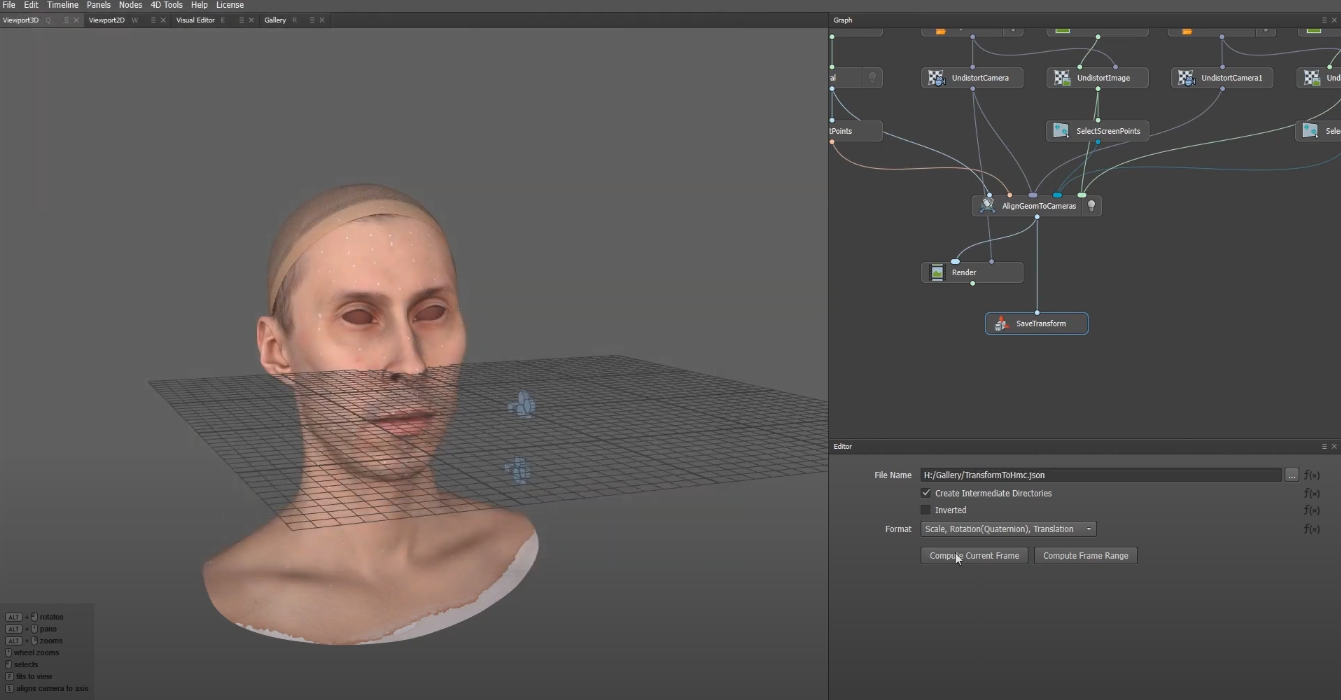 File Edit Timeline Panels Nodes 4D Tools Help License
Viewport3D Q Viewport2D W Visual Editor E Gallery R
Graph
UndistortCamera UndistortImage UndistortCamera1 Und
al
tPoints SelectScreenPoints Sele
AlignGeomToCameras
Render
SaveTransform
Editor
File Name H:/Gallery/TransformToHmc.json ... f(×)
Create Intermediate Directories f(×)
Inverted f(×)
Format Scale, Rotation(Quaternion), Translation f(×)
Compute Current Frame Compute Frame Range
ALT + rotates
ALT + pans
ALT + zooms
wheel zooms
selects
F fits to view
aligns camera to axis